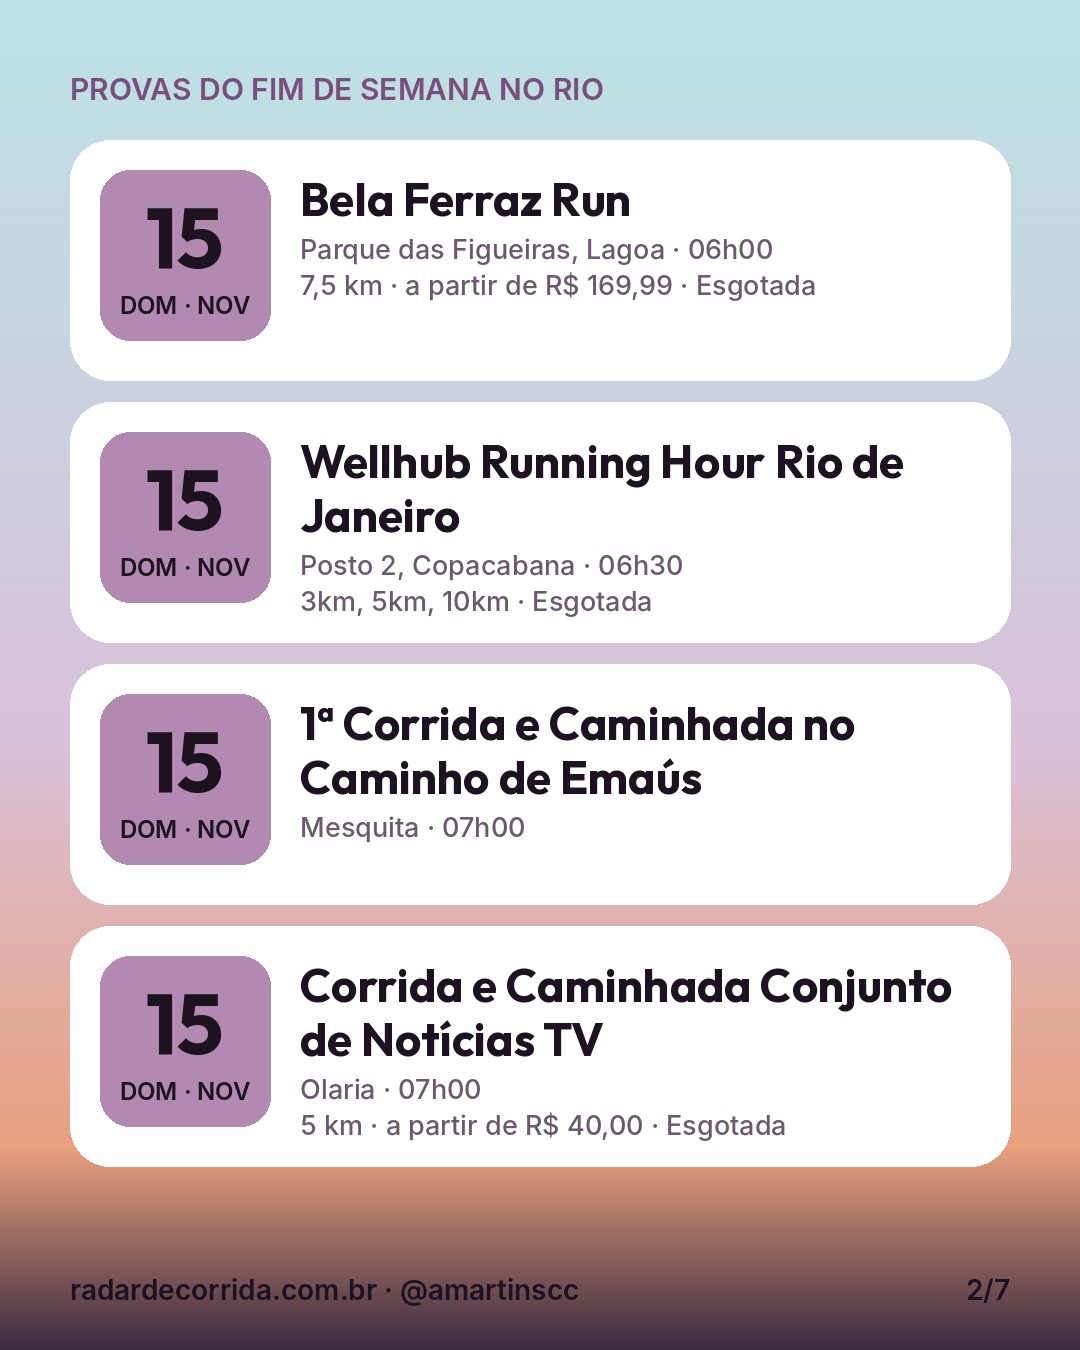 PROVAS DO FIM DE SEMANA NO RIO
15
DOM · NOV
Bela Ferraz Run
Parque das Figueiras, Lagoa · 06h00
7,5 km · a partir de R$ 169,99 · Esgotada
15
DOM · NOV
Wellhub Running Hour Rio de
Janeiro
Posto 2, Copacabana · 06h30
3km, 5km, 10km · Esgotada
15
DOM · NOV
1ª Corrida e Caminhada no
Caminho de Emaús
Mesquita · 07h00
15
DOM · NOV
Corrida e Caminhada Conjunto
de Notícias TV
Olaria · 07h00
5 km · a partir de R$ 40,00 · Esgotada
radardecorrida.com.br · @amartinscc
2/7